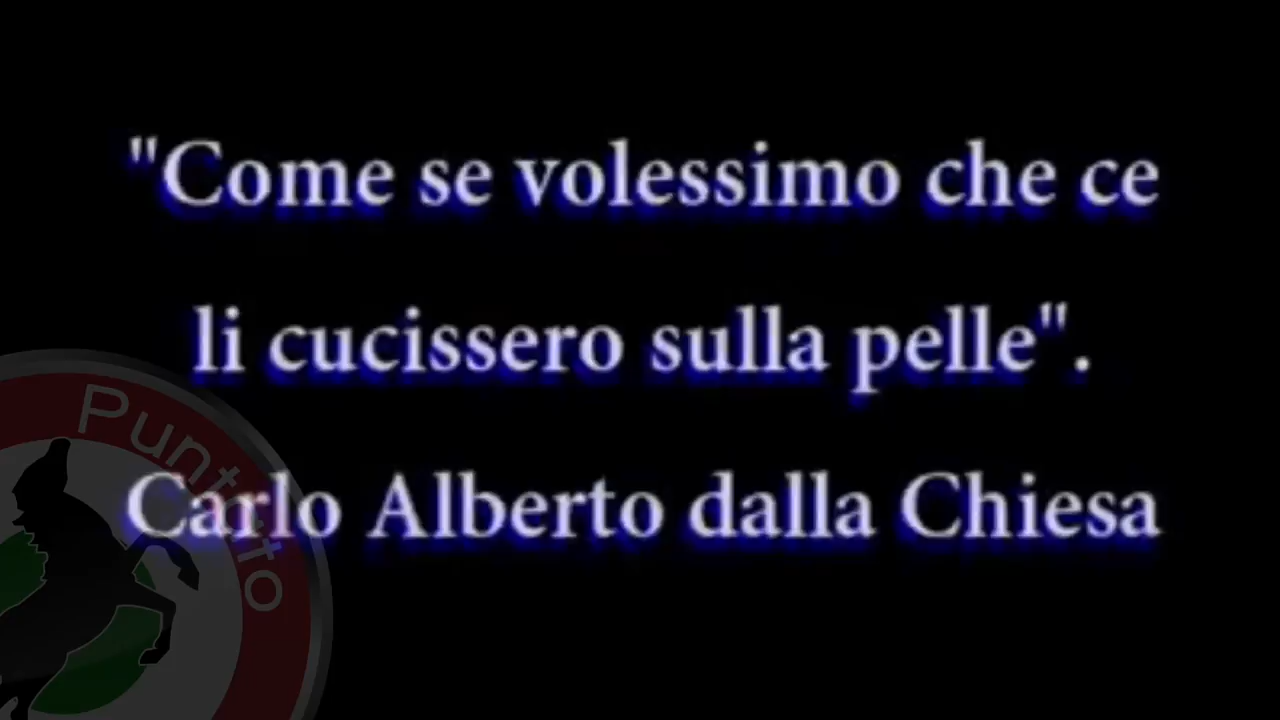 "Come se volessimo che ce
li cucissero sulla pelle".
Carlo Alberto dalla Chiesa